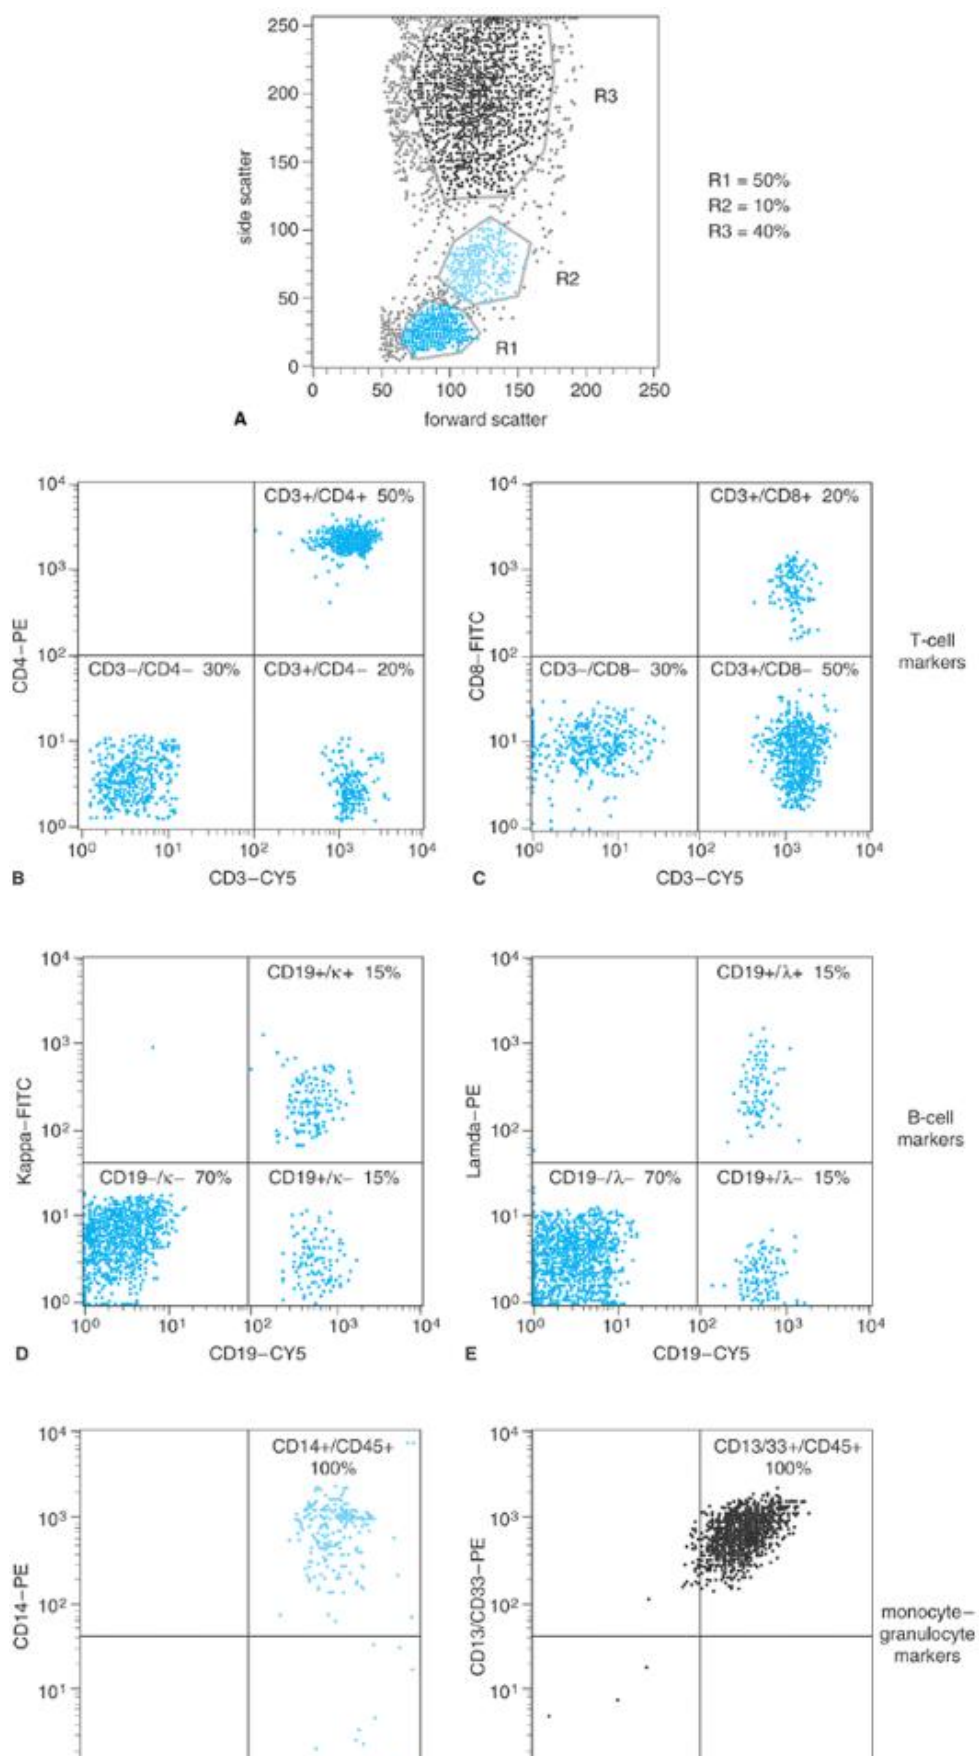 250
200
150
100
50
0
side scatter
R3
R2
R1
0 50 100 150 200 250
forward scatter
A
R1 = 50%
R2 = 10%
R3 = 40%
10⁴
10³
10²
10¹
10⁰
CD4–PE
CD3+/CD4+ 50%
CD3–/CD4– 30%
CD3+/CD4– 20%
10⁰ 10¹ 10² 10³ 10⁴
CD3–CY5
B
10⁴
10³
10²
10¹
10⁰
CD8–FITC
CD3+/CD8+ 20%
CD3–/CD8– 30%
CD3+/CD8– 50%
10⁰ 10¹ 10² 10³ 10⁴
CD3–CY5
C
T-cell
markers
10⁴
10³
10²
10¹
10⁰
Kappa–FITC
CD19+/κ+ 15%
CD19–/κ– 70%
CD19+/κ– 15%
10⁰ 10¹ 10² 10³ 10⁴
CD19–CY5
D
10⁴
10³
10²
10¹
10⁰
Lamda–PE
CD19+/λ+ 15%
CD19–/λ– 70%
CD19+/λ– 15%
10⁰ 10¹ 10² 10³ 10⁴
CD19–CY5
E
B-cell
markers
10⁴
10³
10²
10¹
CD14–PE
CD14+/CD45+
100%
10⁴
10³
10²
10¹
CD13/CD33–PE
CD13/33+/CD45+
100%
monocyte–
granulocyte
markers